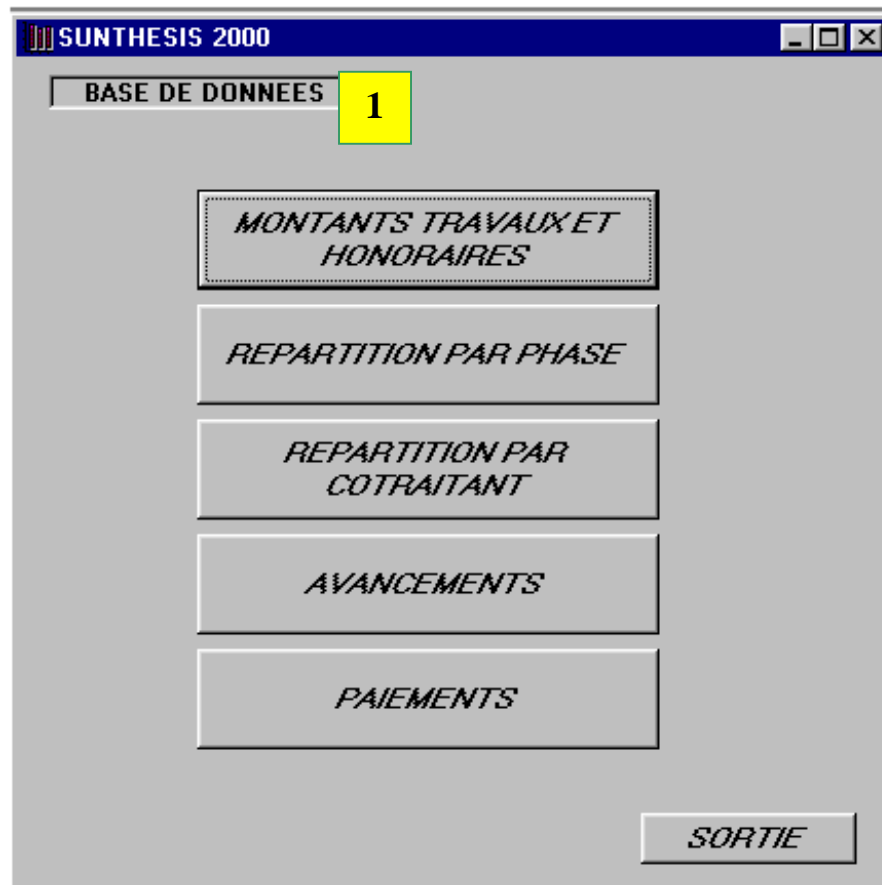 SUNTHESIS 2000
BASE DE DONNEES
1
MONTANTS TRAVAUX ET
HONORAIRES
REPARTITION PAR PHASE
REPARTITION PAR
COTRAITANT
AVANCEMENTS
PAIEMENTS
SORTIE